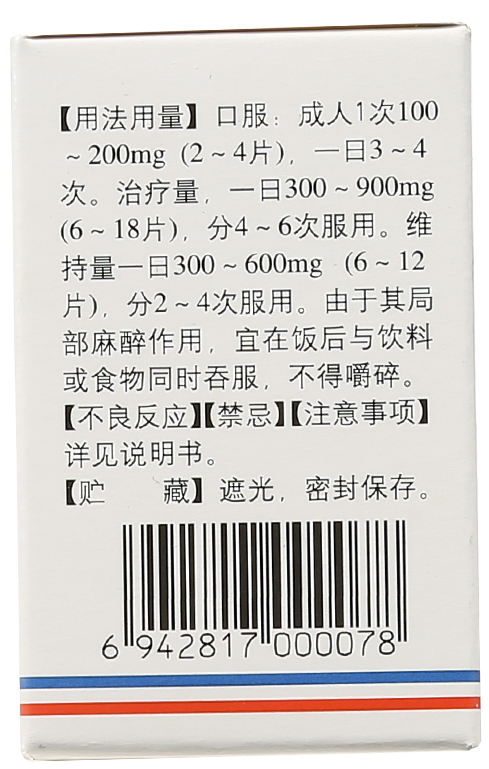 【用法用量】口服：成人1次100
~200mg (2~4片)，一日3~4
次。治疗量，一日300~900mg
(6~18片)，分4~6次服用。维
持量一日300~600mg (6~12
片)，分2~4次服用。由于其局
部麻醉作用，宜在饭后与饮料
或食物同时吞服，不得嚼碎。
【不良反应】【禁忌】【注意事项】
详见说明书。
【贮 藏】遮光，密封保存。
6 942817 000078